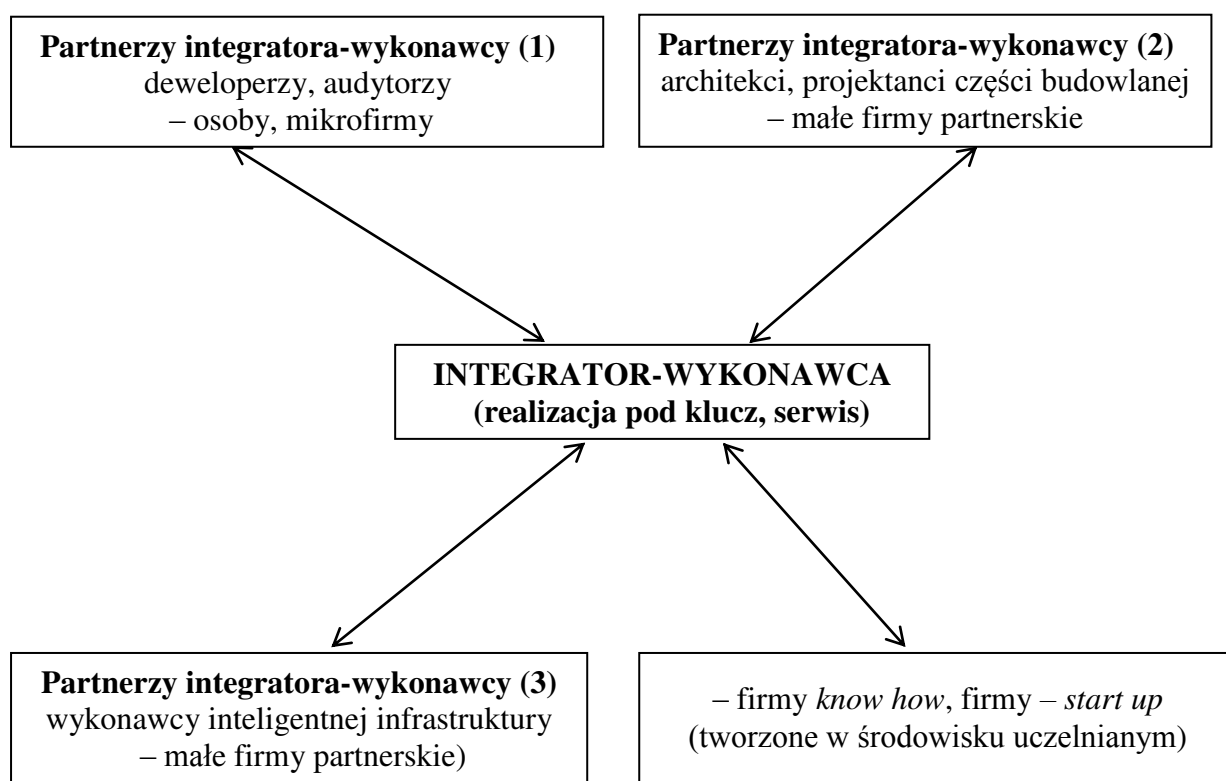 Partnerzy integratora-wykonawcy (1)
deweloperzy, audytorzy
– osoby, mikrofirmy
Partnerzy integratora-wykonawcy (2)
architekci, projektanci części budowlanej
– małe firmy partnerskie
INTEGRATOR-WYKONAWCA
(realizacja pod klucz, serwis)
Partnerzy integratora-wykonawcy (3)
wykonawcy inteligentnej infrastruktury
– małe firmy partnerskie)
– firmy know how, firmy – start up
(tworzone w środowisku uczelnianym)